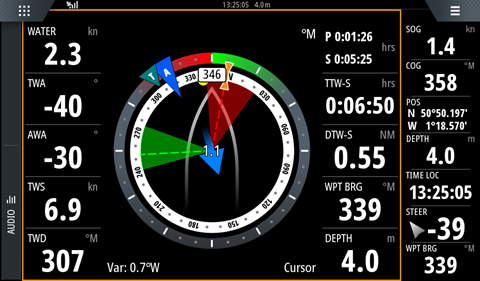 13:25:05 4.0 m
WATER kn
2.3
TWA °
-40
AWA °
-30
TWS kn
6.9
TWD °M
307
AUDIO
346
N
T
A
030
060
090
120
150
180
210
240
270
300
330
1.1
Var: 0.7°W
Cursor
°M
P 0:01:26
hrs
S 0:05:25
TTW-S hrs
0:06:50
DTW-S NM
0.55
WPT BRG °M
339
DEPTH m
4.0
SOG kn
1.4
COG °M
358
POS
N 50°50.197'
W 1°18.570'
DEPTH m
4.0
TIME LOC
13:25:05
STEER °
-39
WPT BRG °M
339